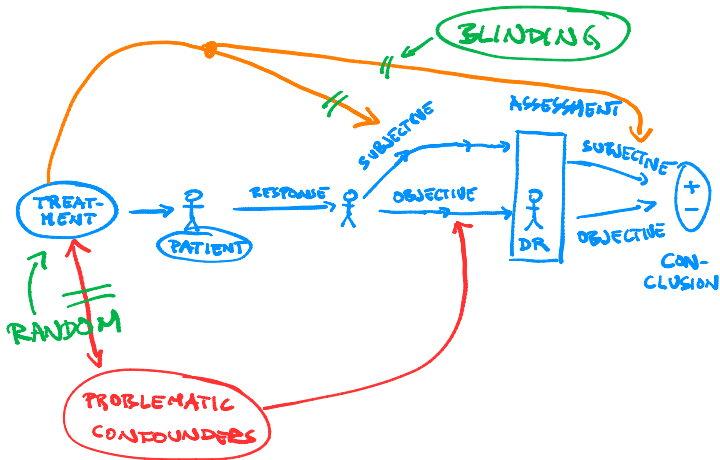 BLINDING
ASSESSMENT
SUBJECTIVE
SUBJECTIVE
TREAT-
MENT
RESPONSE
OBJECTIVE
+
-
PATIENT
DR
OBJECTIVE
CON-
CLUSION
RANDOM
PROBLEMATIC
CONFOUNDERS